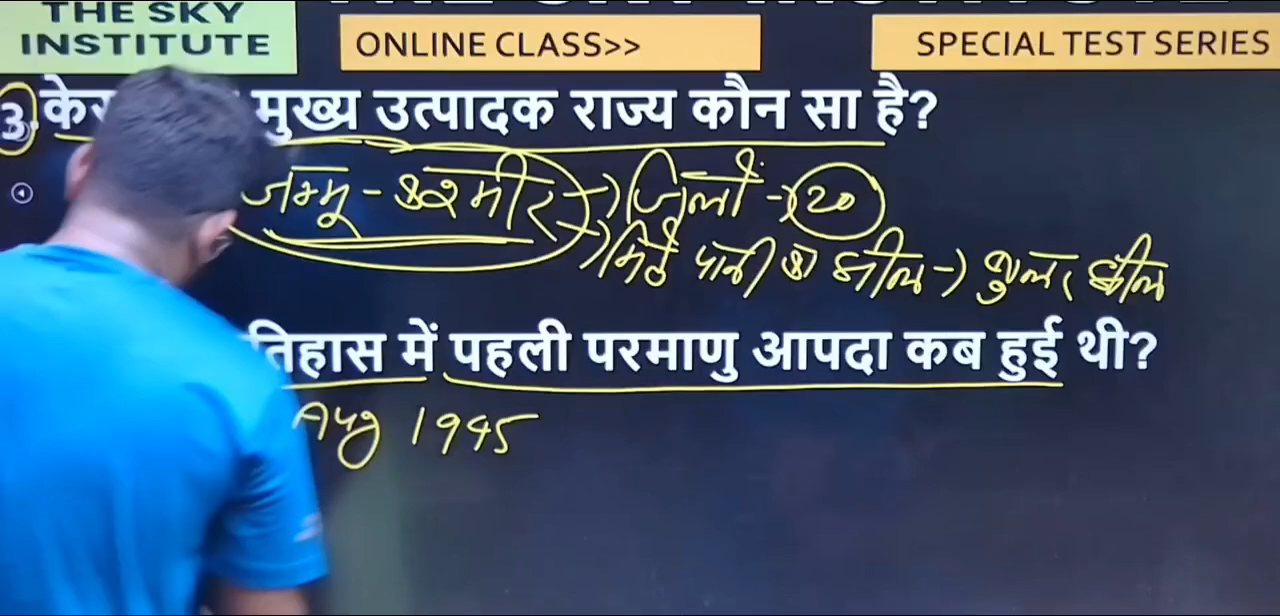 THE SKY
INSTITUTE
ONLINE CLASS>>
SPECIAL TEST SERIES
3. मुख्य उत्पादक राज्य कौन सा है?
जम्मू - कश्मीर → जिलों - 20
→ मिठे पानी का झील → वुलर झील
में पहली परमाणु आपदा कब हुई थी?
Aug 1945